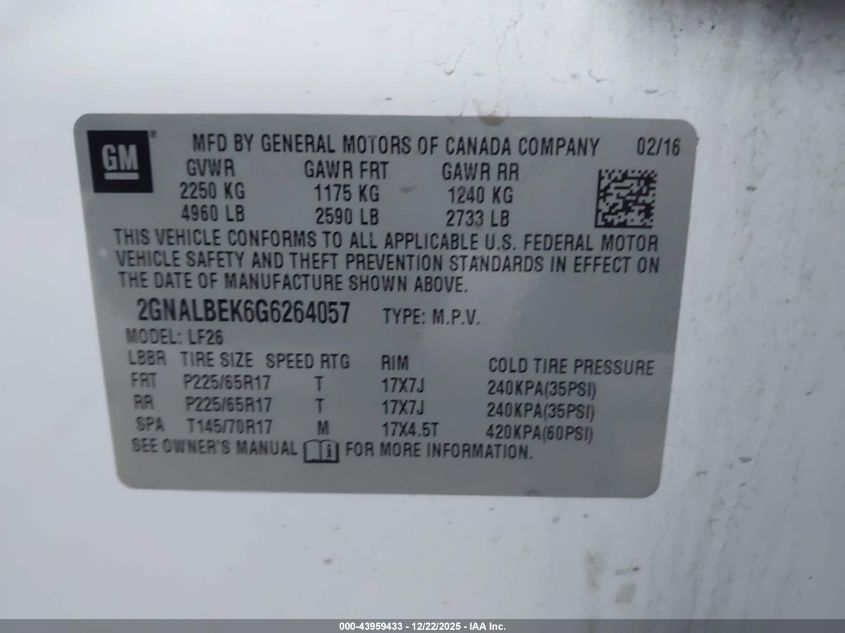 GM®
MFD BY GENERAL MOTORS OF CANADA COMPANY 02/16
GVWR GAWR FRT GAWR RR
2250 KG 1175 KG 1240 KG
4960 LB 2590 LB 2733 LB
THIS VEHICLE CONFORMS TO ALL APPLICABLE U.S. FEDERAL MOTOR
VEHICLE SAFETY AND THEFT PREVENTION STANDARDS IN EFFECT ON
THE DATE OF MANUFACTURE SHOWN ABOVE.
2GNALBEK6G6264057 TYPE: M.P.V.
MODEL: LF26
LBBR TIRE SIZE SPEED RTG RIM COLD TIRE PRESSURE
FRT P225/65R17 T 17X7J 240KPA(35PSI)
RR P225/65R17 T 17X7J 240KPA(35PSI)
SPA T145/70R17 M 17X4.5T 420KPA(60PSI)
SEE OWNER'S MANUAL i FOR MORE INFORMATION.
000-43959433 - 12/22/2025 - IAA Inc.